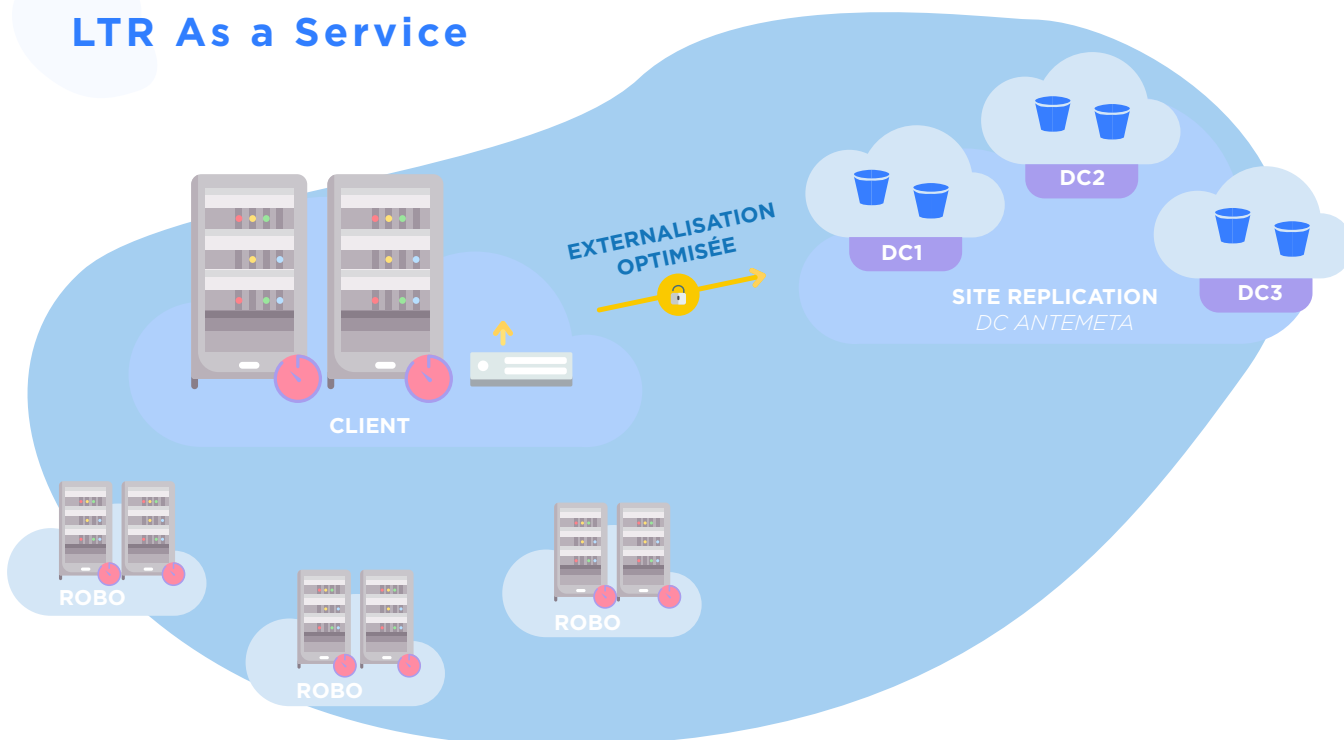 LTR As a Service
EXTERNALISATION
OPTIMISÉE
DC2
DC1
DC3
SITE REPLICATION
DC ANTEMETA
CLIENT
ROBO
ROBO
ROBO